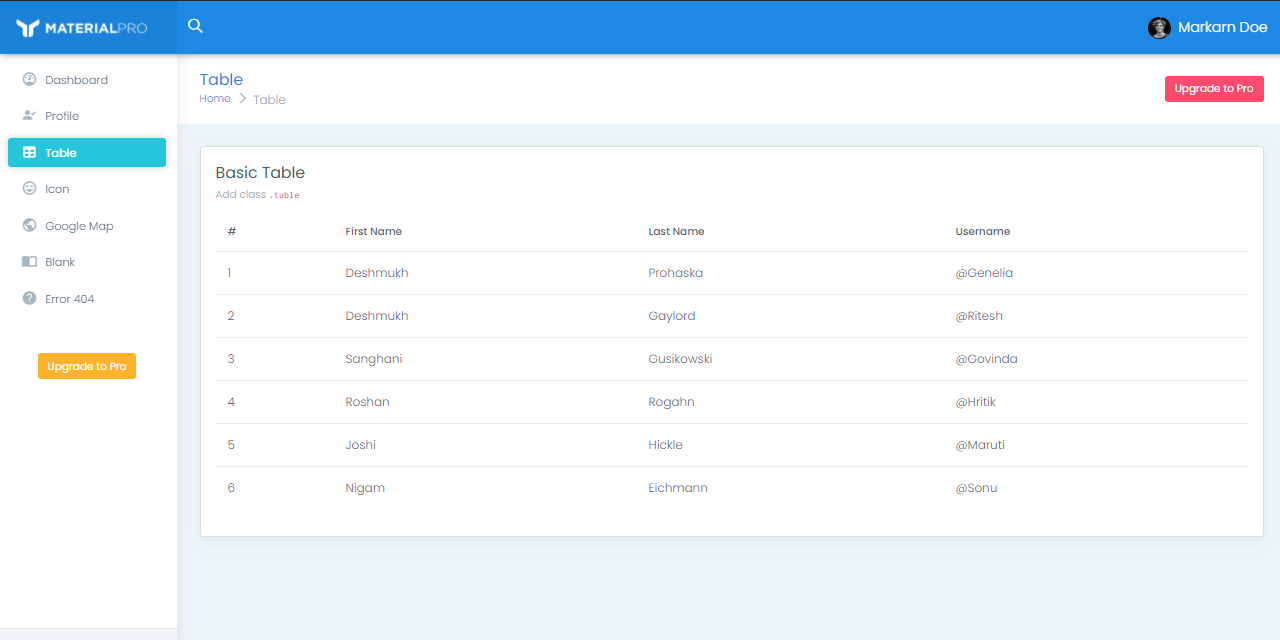 MATERIALPRO
Markarn Doe
Dashboard
Profile
Table
Icon
Google Map
Blank
Error 404
Upgrade to Pro
Table
Home > Table
Upgrade to Pro
Basic Table
Add class .table
# First Name Last Name Username
1 Deshmukh Prohaska @Genelia
2 Deshmukh Gaylord @Ritesh
3 Sanghani Gusikowski @Govinda
4 Roshan Rogahn @Hritik
5 Joshi Hickle @Maruti
6 Nigam Eichmann @Sonu